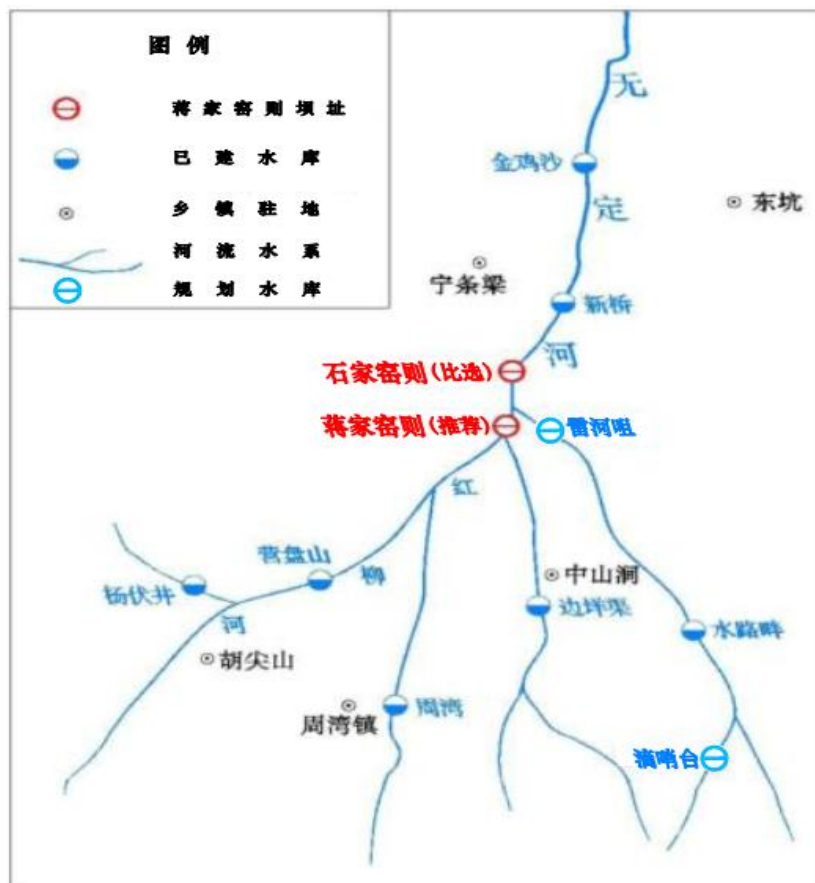 图 例
蒋 家 窑 则 坝 址
已 建 水 库
乡 镇 驻 地
河 流 水 系
规 划 水 库
无
金鸡沙
定
东坑
宁条梁
新桥
河
石家窑则(比选)
蒋家窑则(推荐)
雷河咀
红
营盘山
柳
杨伏井
河
中山涧
边墕渠
水路畔
胡尖山
周湾镇
周湾
滴哨台